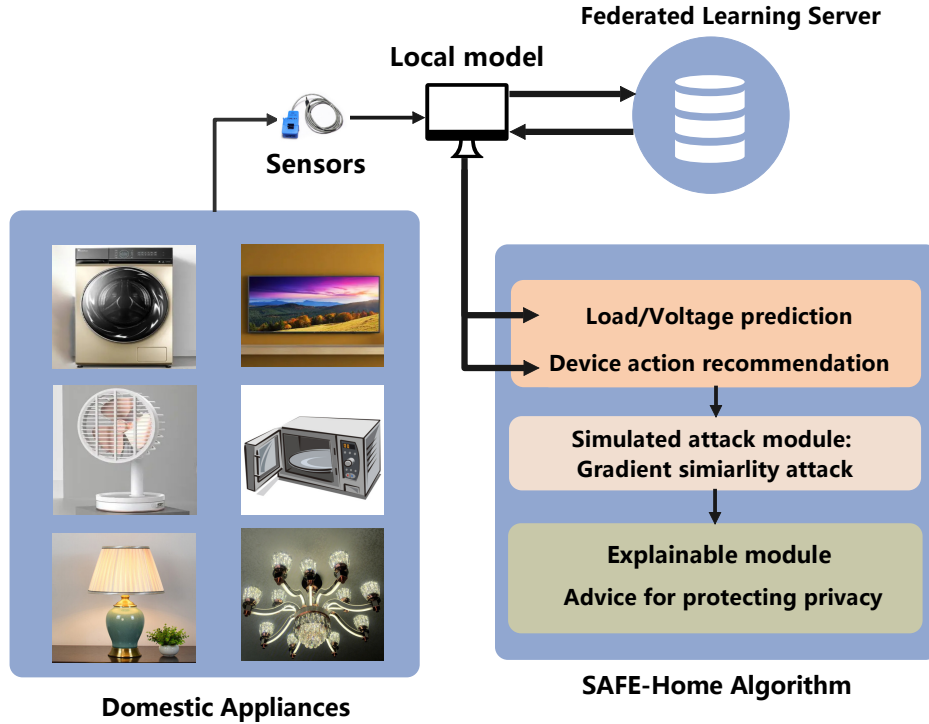 Federated Learning Server
Local model
Sensors
Load/Voltage prediction
Device action recommendation
Simulated attack module:
Gradient simiarlity attack
Explainable module
Advice for protecting privacy
SAFE-Home Algorithm
Domestic Appliances